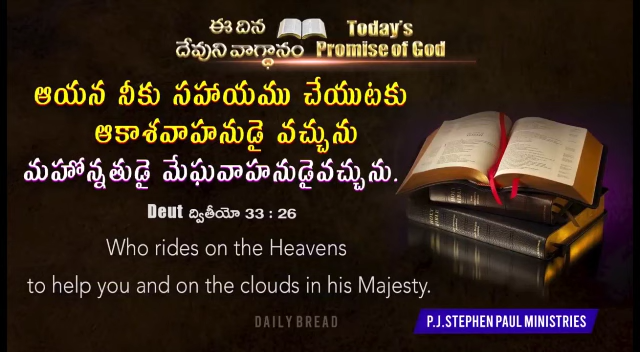 ఈ దిన Today's
దేవుని వాగ్ధానం Promise of God
ఆయన నీకు సహాయము చేయుటకు
ఆకాశవాహనుడై వచ్చును
మహోన్నతుడై మేఘవాహనుడైవచ్చును.
Deut ద్వితీయో 33 : 26
Who rides on the Heavens
to help you and on the clouds in his Majesty.
DAILY BREAD
P.J.STEPHEN PAUL MINISTRIES